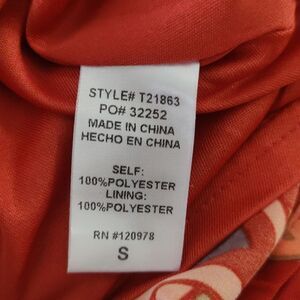 STYLE# T21863
PO# 32252
MADE IN CHINA
HECHO EN CHINA
SELF:
100%POLYESTER
LINING:
100%POLYESTER
RN #120978
S